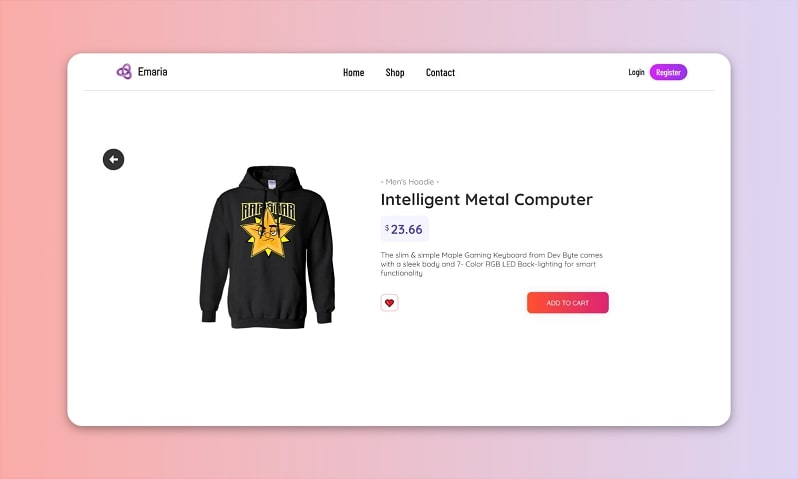 Emaria
Home Shop Contact
Login Register
- Men's Hoodie -
Intelligent Metal Computer
$ 23.66
RAP STAR
The slim & simple Maple Gaming Keyboard from Dev Byte comes
with a sleek body and 7- Color RGB LED Back-lighting for smart
functionality
ADD TO CART